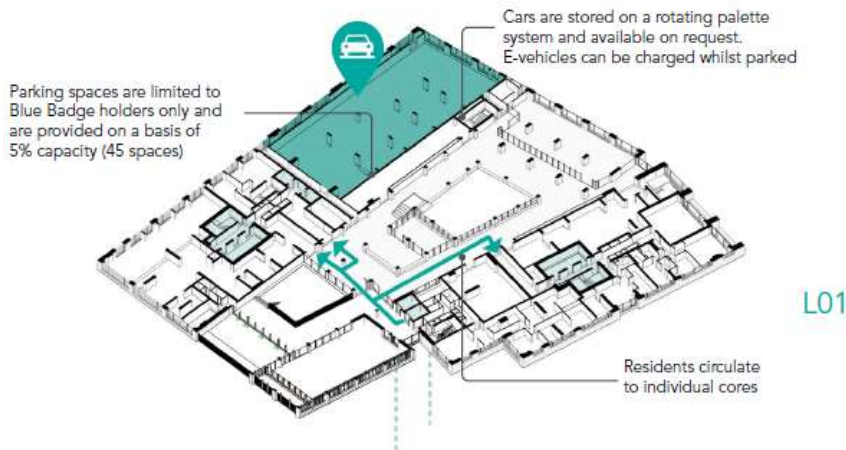 Cars are stored on a rotating palette
system and available on request.
E-vehicles can be charged whilst parked
Parking spaces are limited to
Blue Badge holders only and
are provided on a basis of
5% capacity (45 spaces)
L01
Residents circulate
to individual cores